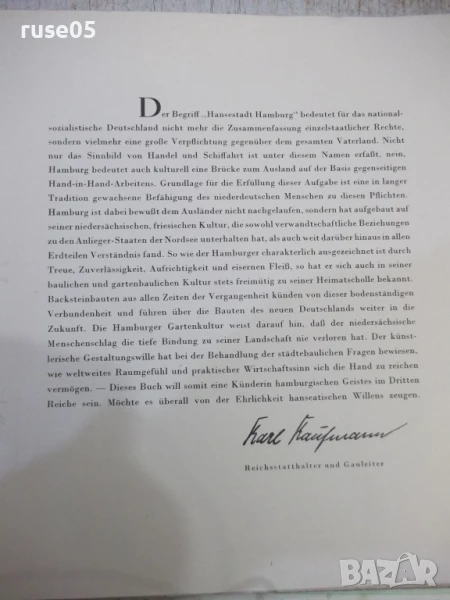 ruse05
Der Begriff „Hansestadt Hamburg" bedeutet für das national-
sozialistische Deutschland nicht mehr die Zusammenfassung einzelstaatlicher Rechte,
sondern vielmehr eine große Verpflichtung gegenüber dem gesamten Vaterland. Nicht
nur das Sinnbild von Handel und Schiffahrt ist unter diesem Namen erfaßt, nein,
Hamburg bedeutet auch kulturell eine Brücke zum Ausland auf der Basis gegenseitigen
Hand-in-Hand-Arbeitens. Grundlage für die Erfüllung dieser Aufgabe ist eine in langer
Tradition gewachsene Befähigung des niederdeutschen Menschen zu diesen Pflichten.
Hamburg ist dabei bewußt dem Ausländer nicht nachgelaufen, sondern hat aufgebaut auf
seiner niedersächsischen, friesischen Kultur, die sowohl verwandtschaftliche Beziehungen
zu den Anlieger-Staaten der Nordsee unterhalten hat, als auch weit darüber hinaus in allen
Erdteilen Verständnis fand. So wie der Hamburger charakterlich ausgezeichnet ist durch
Treue, Zuverlässigkeit, Aufrichtigkeit und eisernen Fleiß, so hat er sich auch in seiner
baulichen und gartenbaulichen Kultur stets freimütig zu seiner Heimatscholle bekannt.
Backsteinbauten aus allen Zeiten der Vergangenheit künden von dieser bodenständigen
Verbundenheit und führen über die Bauten des neuen Deutschlands weiter in die
Zukunft. Die Hamburger Gartenkultur weist darauf hin, daß der niedersächsische
Menschenschlag die tiefe Bindung zu seiner Landschaft nie verloren hat. Der künst-
lerische Gestaltungswille hat bei der Behandlung der städtebaulichen Fragen bewiesen,
wie weltweites Raumgefühl und praktischer Wirtschaftssinn sich die Hand zu reichen
vermögen. — Dieses Buch will somit eine Künderin hamburgischen Geistes im Dritten
Reiche sein. Möchte es überall von der Ehrlichkeit hanseatischen Willens zeugen.
Karl Kaufmann
Reichsstatthalter und Gauleiter
BAZAR.bg